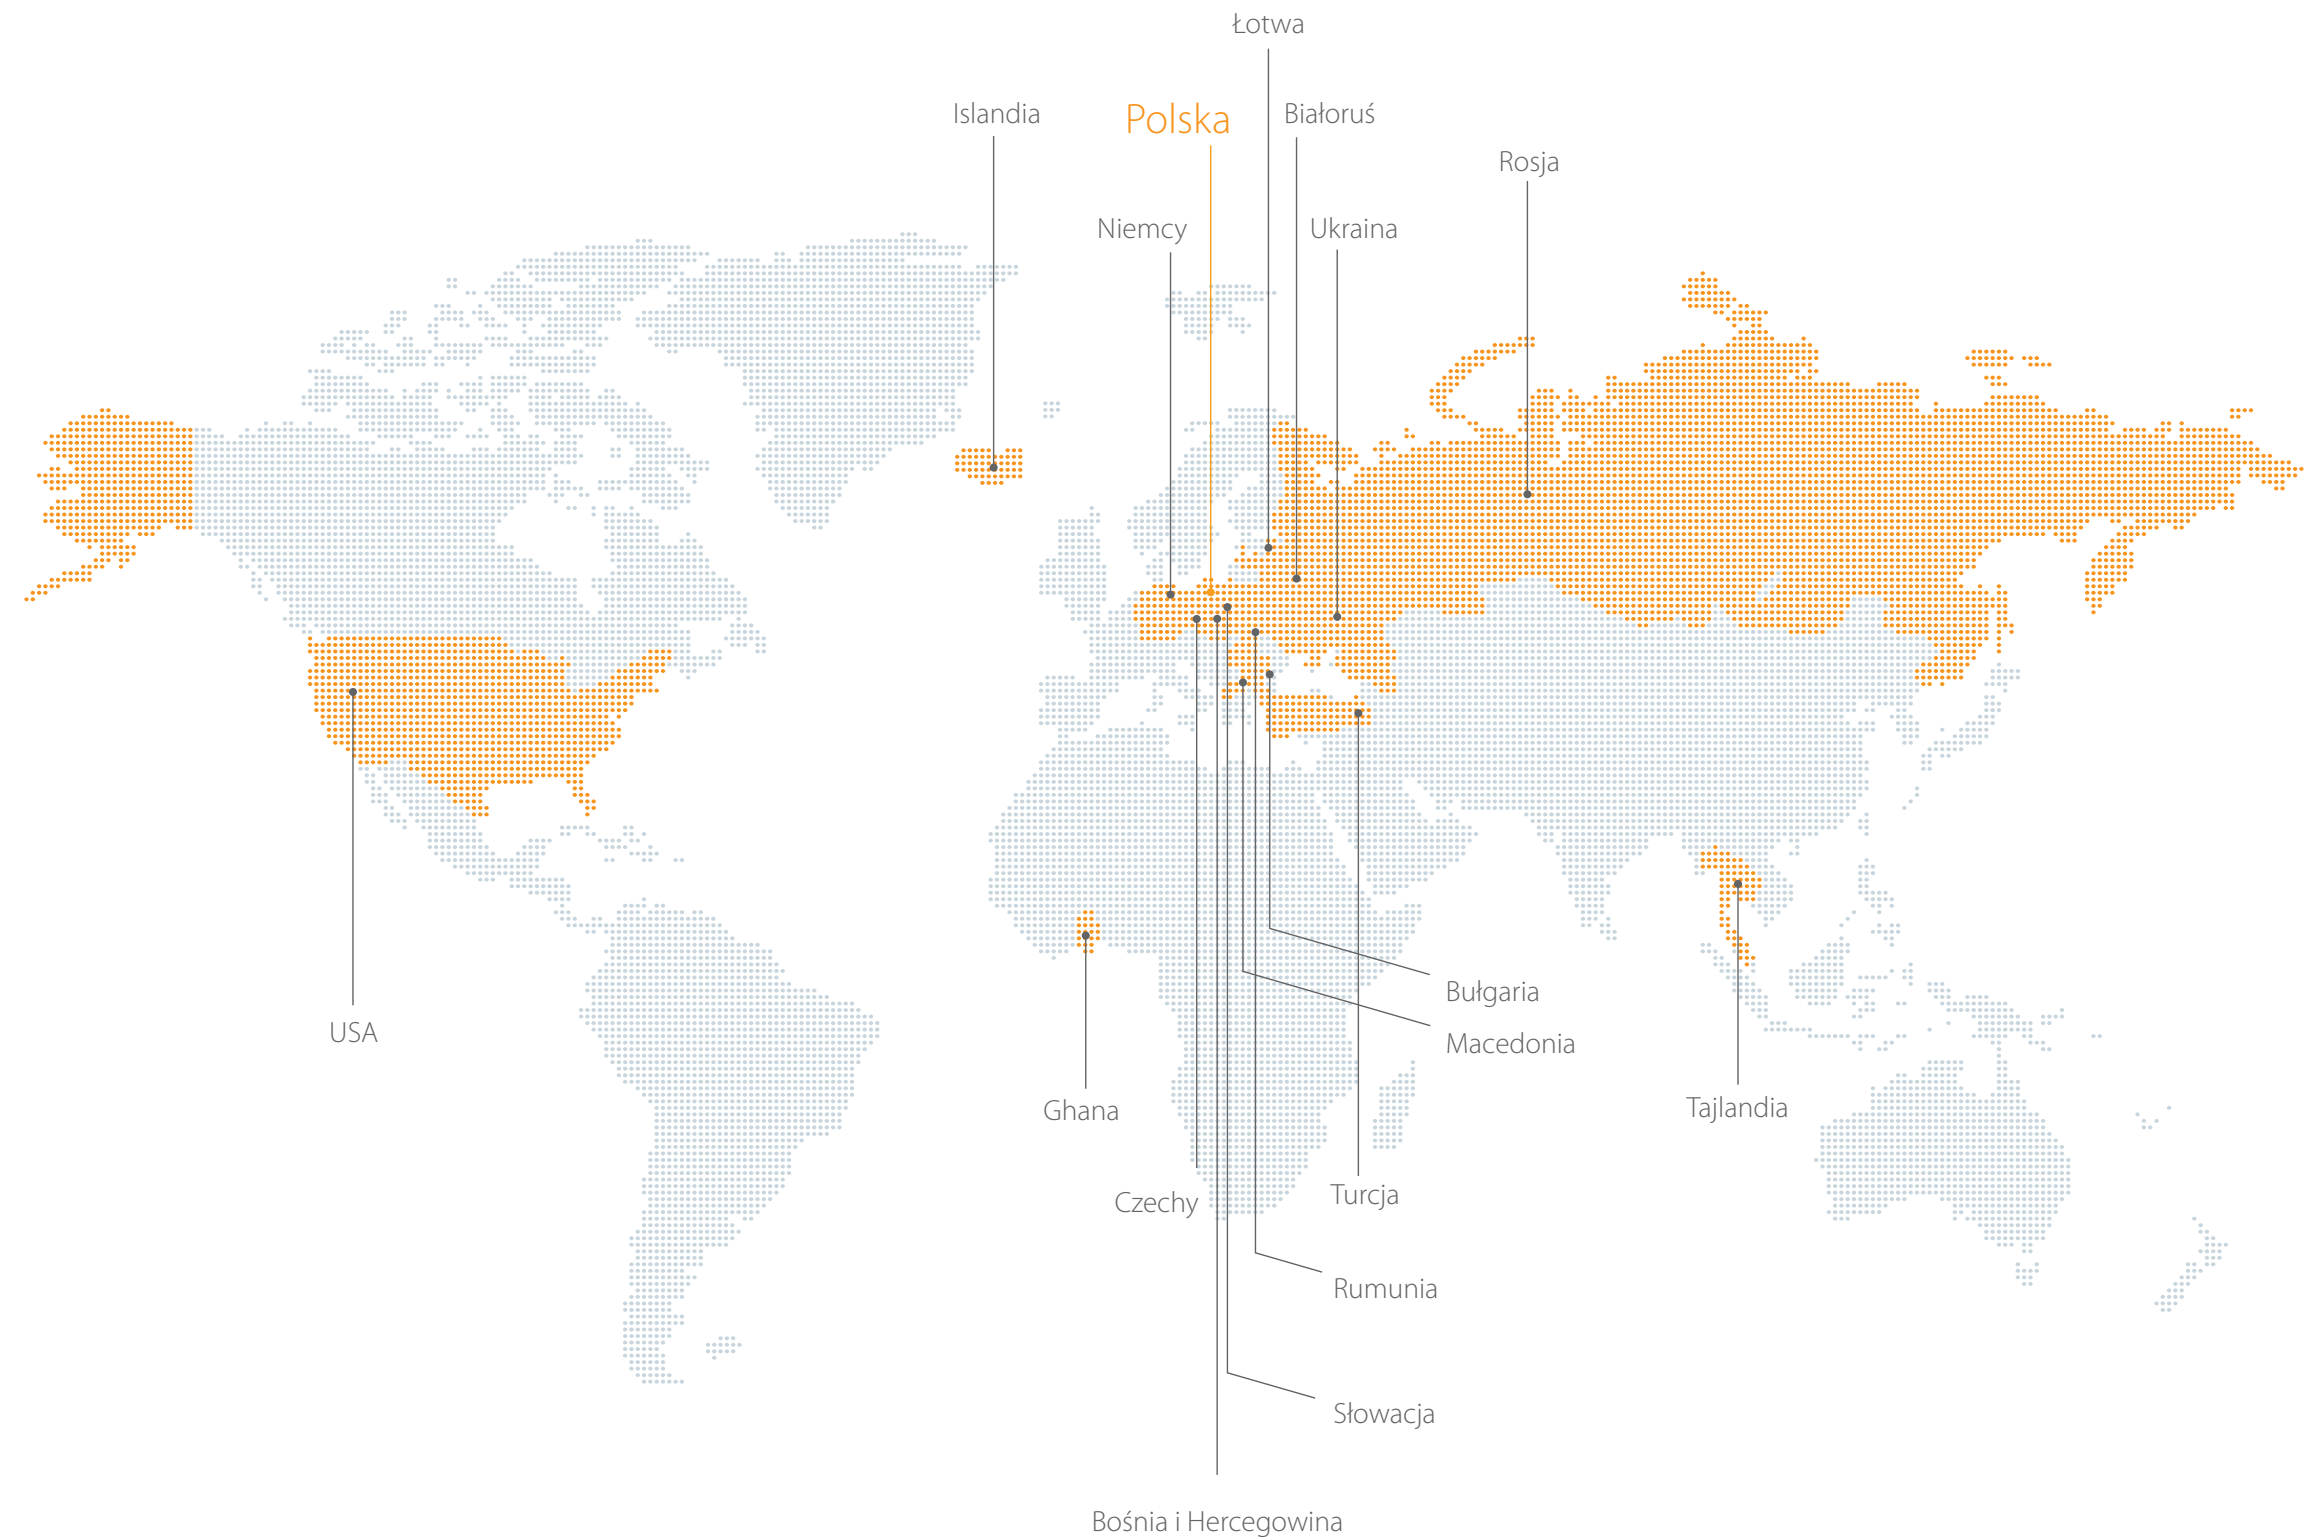 Łotwa
Islandia
Polska
Białoruś
Rosja
Niemcy
Ukraina
Bułgaria
USA
Macedonia
Ghana
Tajlandia
Czechy
Turcja
Rumunia
Słowacja
Bośnia i Hercegowina